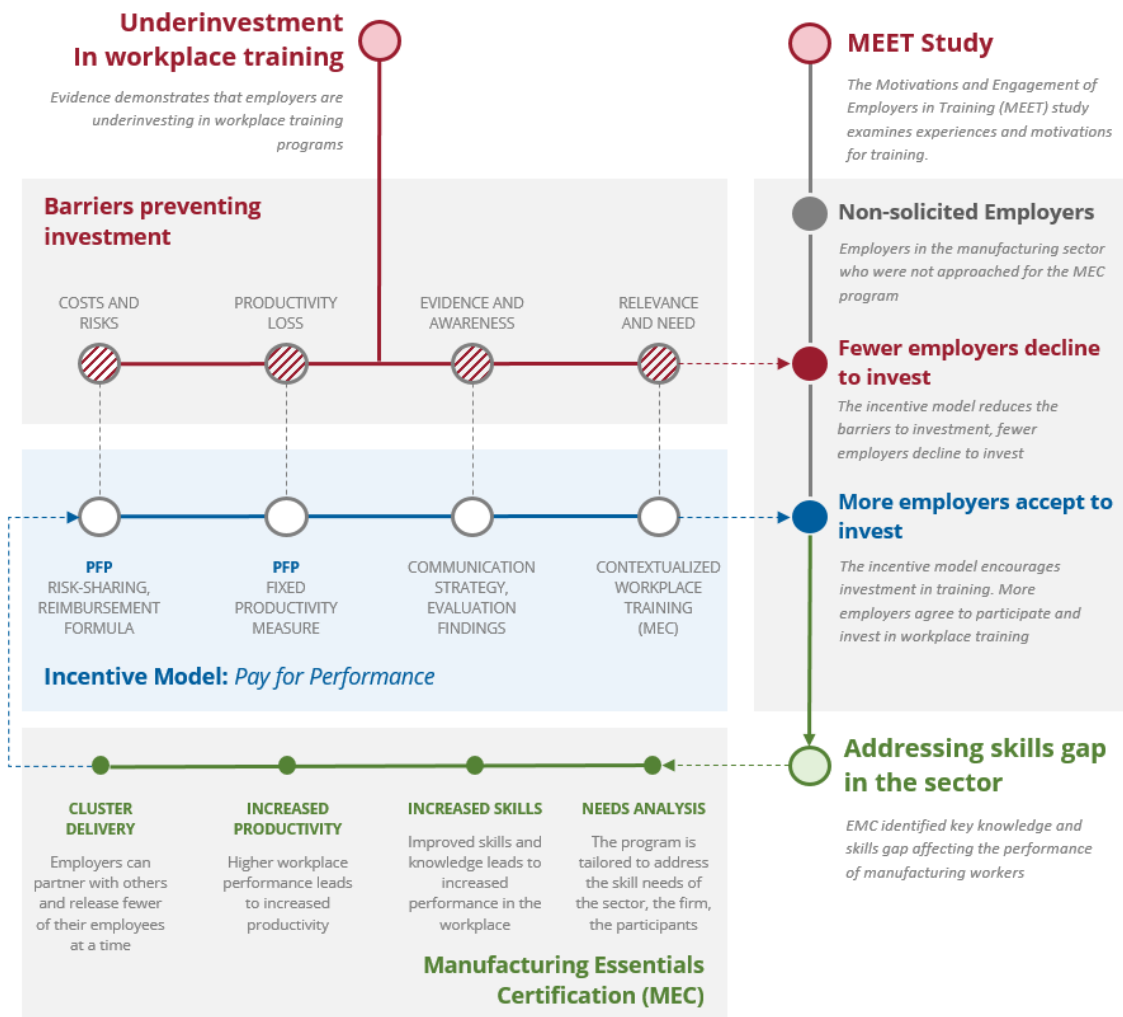 Underinvestment
In workplace training
Evidence demonstrates that employers are
underinvesting in workplace training
programs
MEET Study
The Motivations and Engagement of
Employers in Training (MEET) study
examines experiences and motivations
for training.
Barriers preventing
investment
COSTS AND
RISKS
PRODUCTIVITY
LOSS
EVIDENCE AND
AWARENESS
RELEVANCE
AND NEED
Non-solicited Employers
Employers in the manufacturing sector
who were not approached for the MEC
program
Fewer employers decline
to invest
The incentive model reduces the
barriers to investment, fewer
employers decline to invest
PFP
RISK-SHARING,
REIMBURSEMENT
FORMULA
PFP
FIXED
PRODUCTIVITY
MEASURE
COMMUNICATION
STRATEGY,
EVALUATION
FINDINGS
CONTEXTUALIZED
WORKPLACE
TRAINING
(MEC)
Incentive Model: Pay for Performance
More employers accept to
invest
The incentive model encourages
investment in training. More
employers agree to participate and
invest in workplace training
CLUSTER
DELIVERY
Employers can
partner with others
and release fewer
of their employees
at a time
INCREASED
PRODUCTIVITY
Higher workplace
performance leads
to increased
productivity
INCREASED SKILLS
Improved skills and
knowledge leads to
increased
performance in the
workplace
NEEDS ANALYSIS
The program is
tailored to address
the skill needs of
the sector, the firm,
the participants
Manufacturing Essentials
Certification (MEC)
Addressing skills gap
in the sector
EMC identified key knowledge and
skills gap affecting the performance
of manufacturing workers